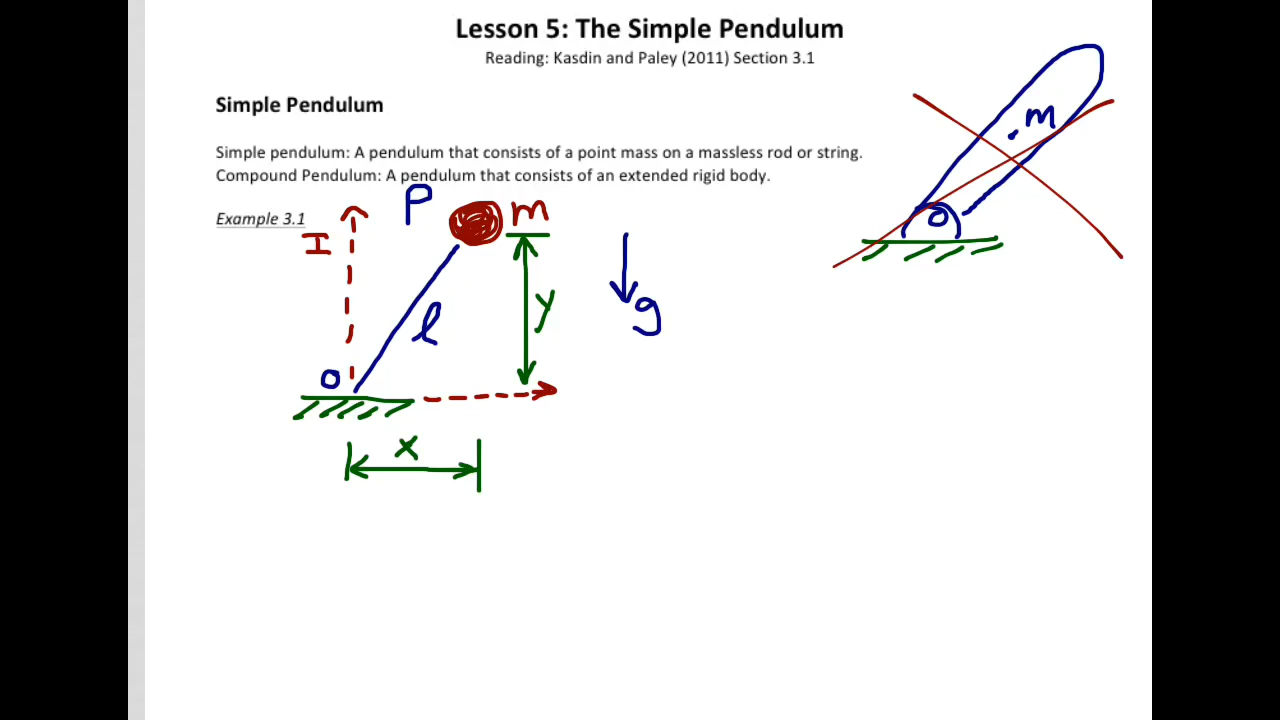 Lesson 5: The Simple Pendulum
Reading: Kasdin and Paley (2011) Section 3.1
Simple Pendulum
Simple pendulum: A pendulum that consists of a point mass on a massless rod or string.
Compound Pendulum: A pendulum that consists of an extended rigid body.
Example 3.1
I
P
m
m
l
y
g
O
O
x